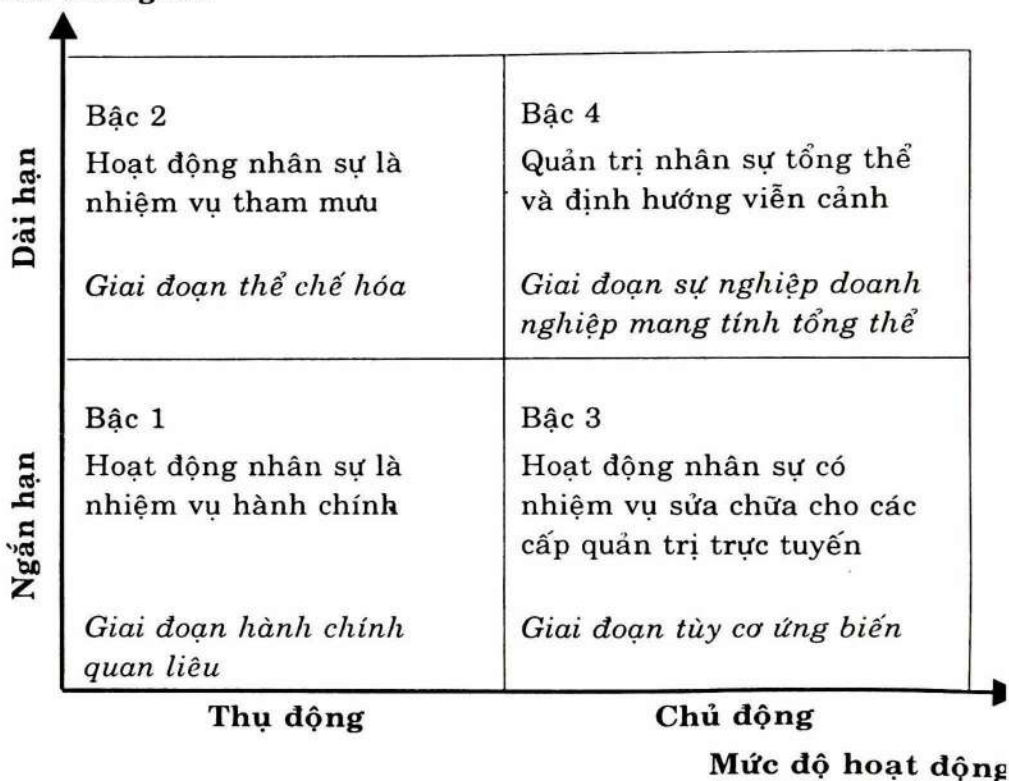 Bậc 2
Hoạt động nhân sự là
nhiệm vụ tham mưu
Giai đoạn thể chế hóa
Bậc 4
Quản trị nhân sự tổng thể
và định hướng viễn cảnh
Giai đoạn sự nghiệp doanh
nghiệp mang tính tổng thể
Dài hạn
Bậc 1
Hoạt động nhân sự là
nhiệm vụ hành chính
Giai đoạn hành chính
quan liêu
Bậc 3
Hoạt động nhân sự có
nhiệm vụ sửa chữa cho các
cấp quản trị trực tuyến
Giai đoạn tùy cơ ứng biến
Ngắn hạn
Thụ động
Chủ động
Mức độ hoạt động